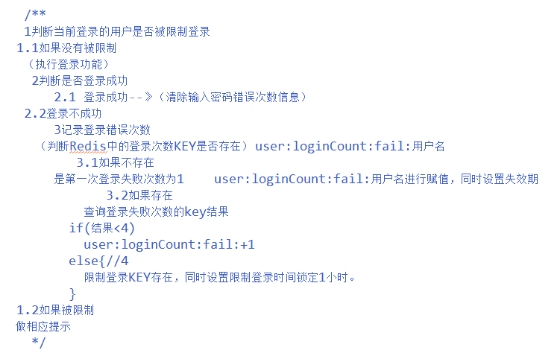 /**
1判断当前登录的用户是否被限制登录
1.1如果没有被限制
（执行登录功能）
2判断是否登录成功
2.1 登录成功--》（清除输入密码错误次数信息）
2.2登录不成功
3记录登录错误次数
（判断Redis中的登录次数KEY是否存在）user:loginCount:fail:用户名
3.1如果不存在
是第一次登录失败次数为1 user:loginCount:fail:用户名进行赋值，同时设置失效期
3.2如果存在
查询登录失败次数的key结果
if(结果<4)
user:loginCount:fail:+1
else{//4
限制登录KEY存在，同时设置限制登录时间锁定1小时。
}
1.2如果被限制
做相应提示
*/